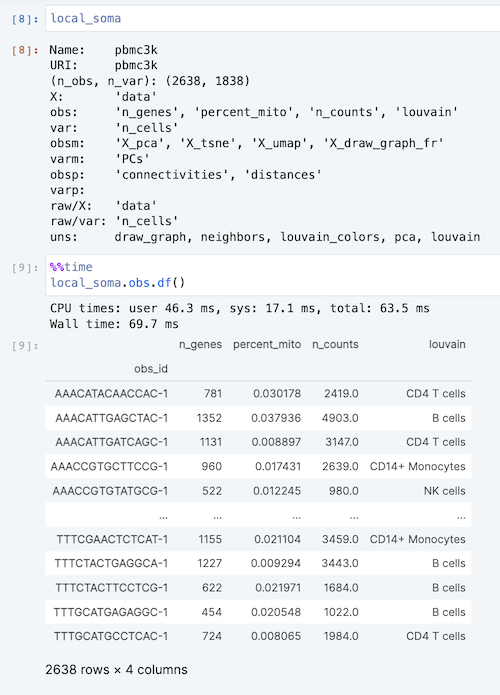 [8]: local_soma
[8]: Name:    pbmc3k
URI:     pbmc3k
(n_obs, n_var): (2638, 1838)
X:       'data'
obs:     'n_genes', 'percent_mito', 'n_counts', 'louvain'
var:     'n_cells'
obsm:    'X_pca', 'X_tsne', 'X_umap', 'X_draw_graph_fr'
varm:    'PCs'
obsp:    'connectivities', 'distances'
varp:
raw/X:   'data'
raw/var: 'n_cells'
uns:     draw_graph, neighbors, louvain_colors, pca, louvain
[9]: %%time
local_soma.obs.df()
CPU times: user 46.3 ms, sys: 17.1 ms, total: 63.5 ms
Wall time: 69.7 ms
[9]: n_genes percent_mito n_counts louvain
obs_id
AAACATACAACCAC-1 781 0.030178 2419.0 CD4 T cells
AAACATTGAGCTAC-1 1352 0.037936 4903.0 B cells
AAACATTGATCAGC-1 1131 0.008897 3147.0 CD4 T cells
AAACCGTGCTTCCG-1 960 0.017431 2639.0 CD14+ Monocytes
AAACCGTGTATGCG-1 522 0.012245 980.0 NK cells
... ... ... ... ...
TTTCGAACTCTCAT-1 1155 0.021104 3459.0 CD14+ Monocytes
TTTCTACTGAGGCA-1 1227 0.009294 3443.0 B cells
TTTCTACTTCCTCG-1 622 0.021971 1684.0 B cells
TTTGCATGAGAGGC-1 454 0.020548 1022.0 B cells
TTTGCATGCCTCAC-1 724 0.008065 1984.0 CD4 T cells
2638 rows × 4 columns